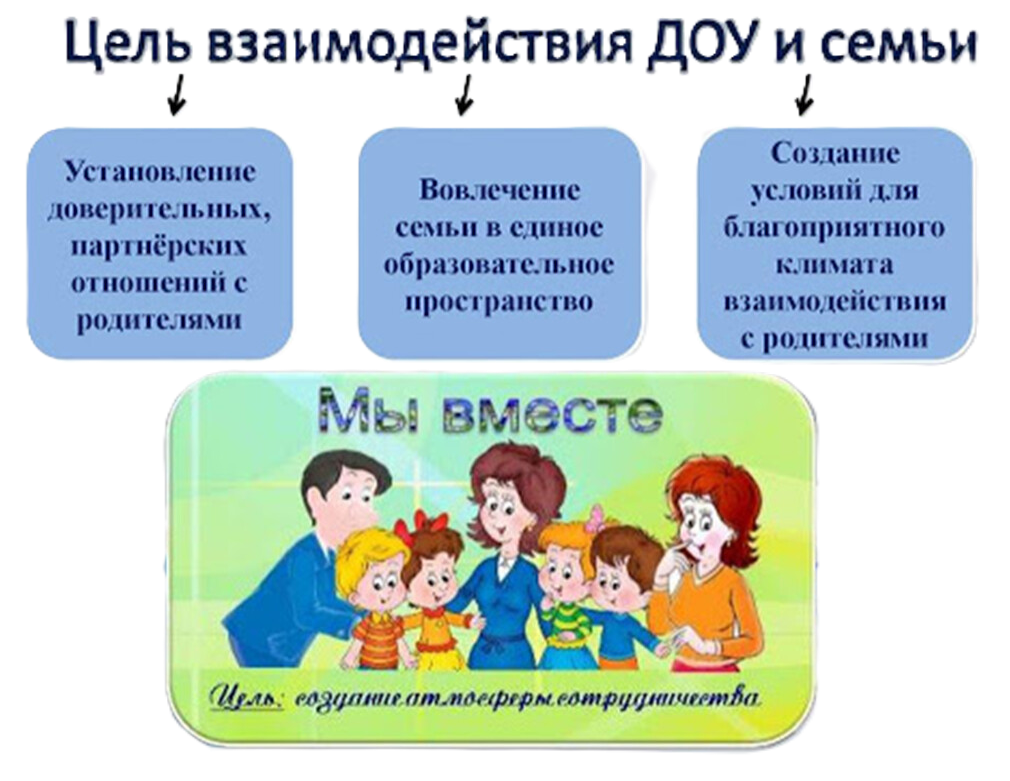 Цель взаимодействия ДОУ и семьи
Установление
доверительных,
партнёрских
отношений с
родителями
Вовлечение
семьи в единое
образовательное
пространство
Создание
условий для
благоприятного
климата
взаимодействия
с родителями
Мы вместе
Цель: создание атмосферы сотрудничества